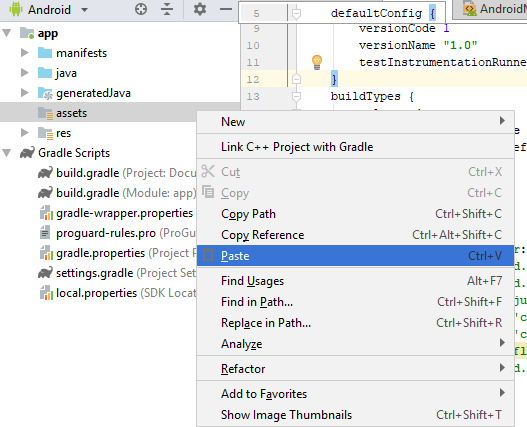 Android
AndroidM
app
manifests
java
generatedJava
assets
res
Gradle Scripts
build.gradle (Project: Docu
build.gradle (Module: app)
gradle-wrapper.properties
proguard-rules.pro (ProGu
gradle.properties (Project P
settings.gradle (Project Set
local.properties (SDK Locat
5 defaultConfig {
9 versionCode 1
10 versionName "1.0"
11 testInstrumentationRunne
12 }
13 buildTypes {
New
Link C++ Project with Gradle
Cut Ctrl+X
Copy Ctrl+C
Copy Path Ctrl+Shift+C
Copy Reference Ctrl+Alt+Shift+C
Paste Ctrl+V
Find Usages Alt+F7
Find in Path... Ctrl+Shift+F
Replace in Path... Ctrl+Shift+R
Analyze
Refactor
Add to Favorites
Show Image Thumbnails Ctrl+Shift+T